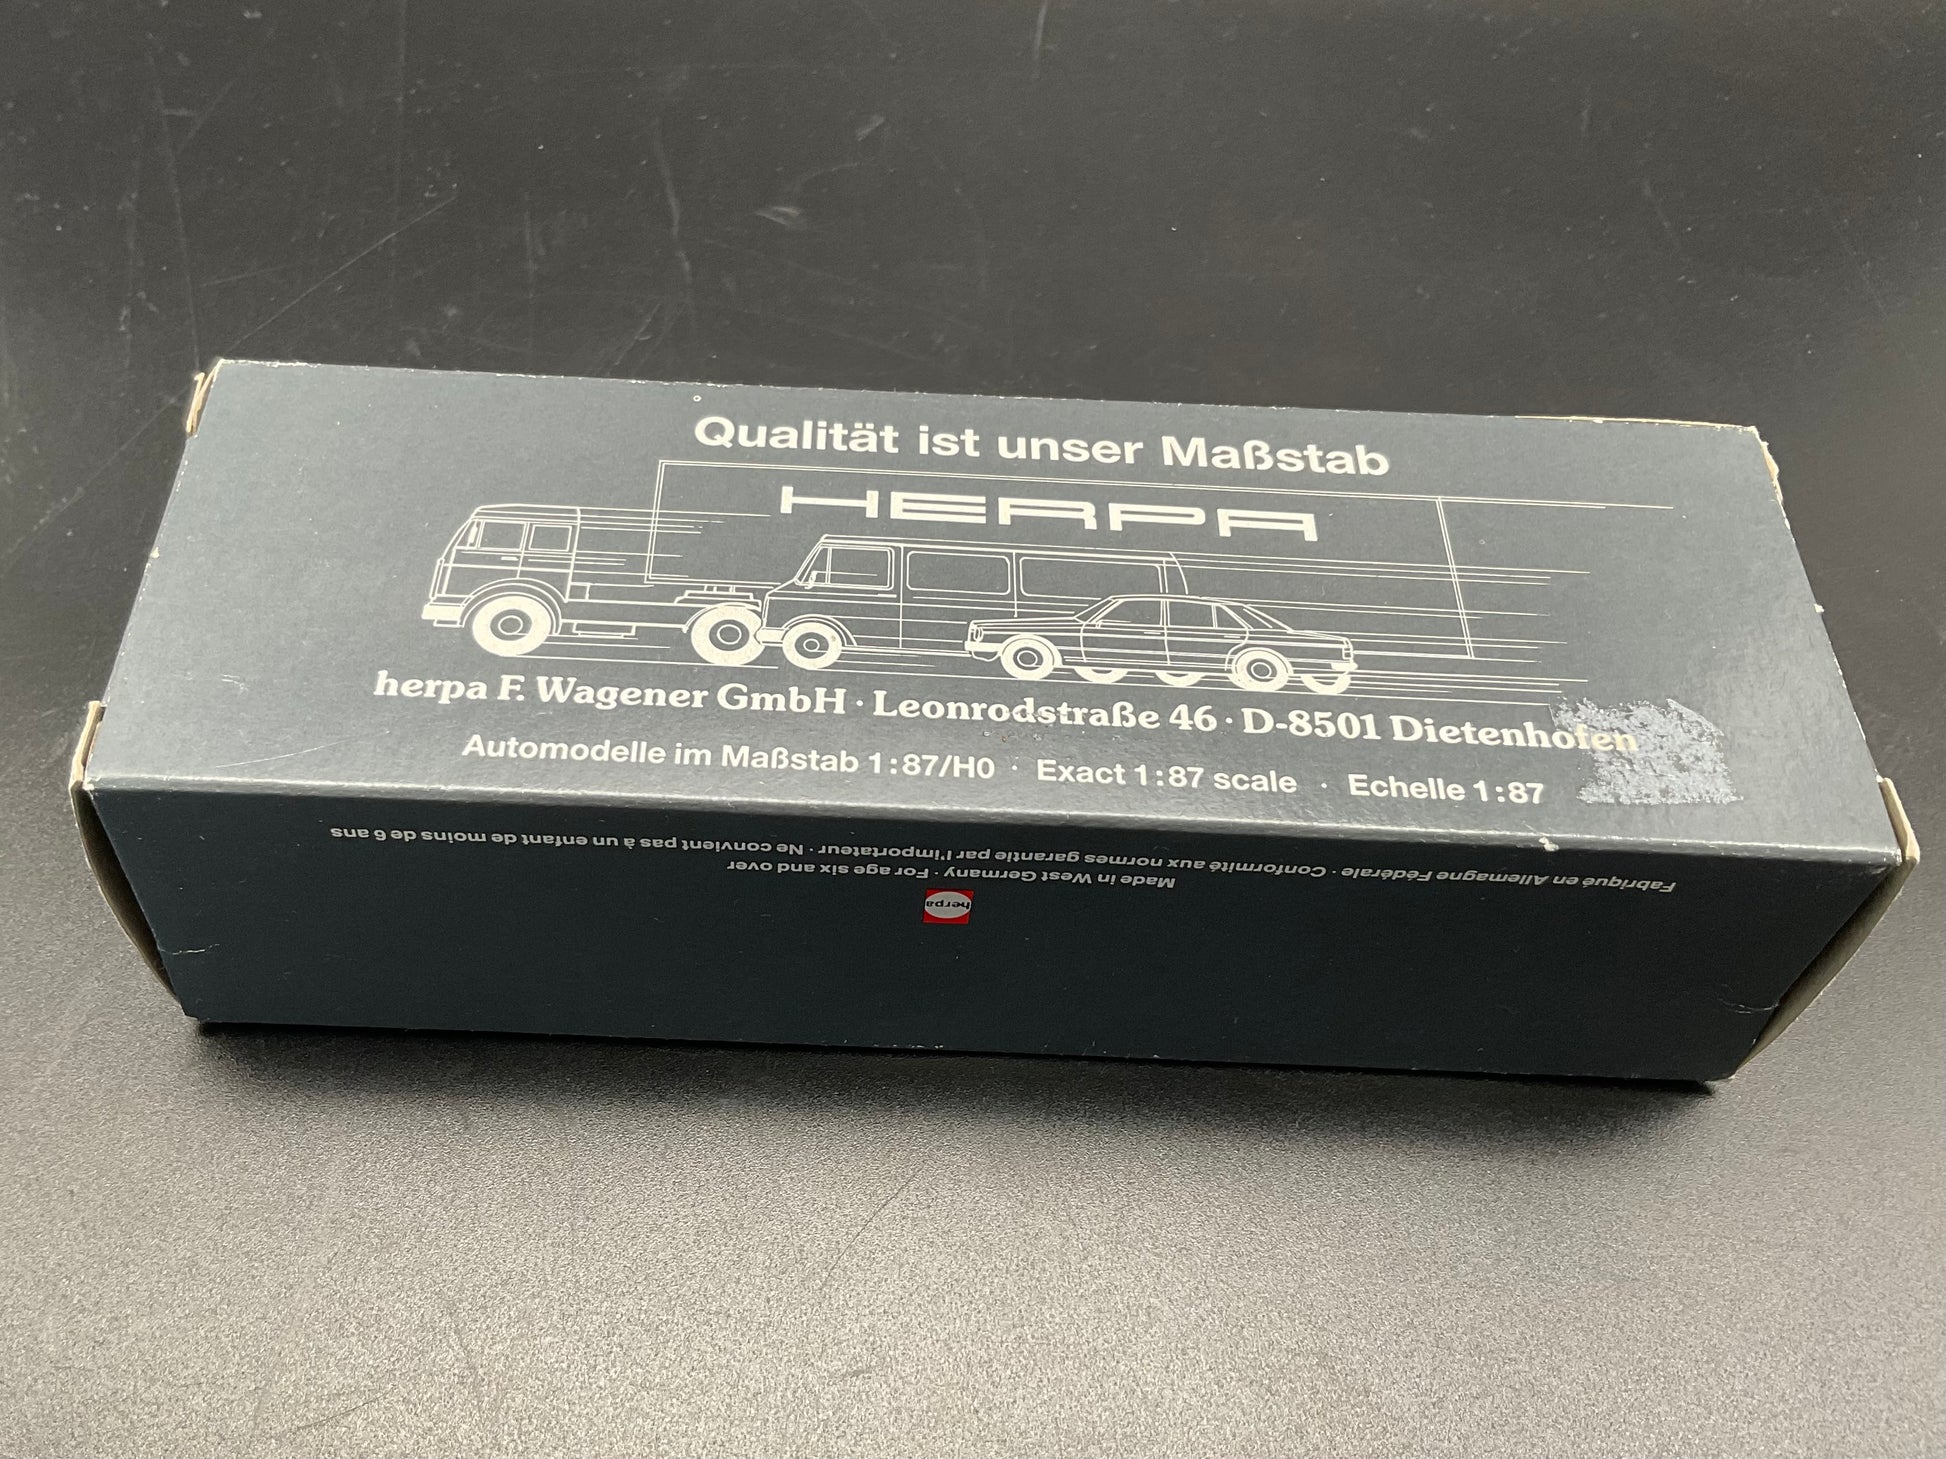 Qualität ist unser Maßstab
HERPA
herpa F. Wagener GmbH · Leonrodstraße 46 · D-8501 Dietenhofen
Automodelle im Maßstab 1:87/H0 · Exact 1:87 scale · Echelle 1:87
herpa
Made in West Germany · For age six and over
Fabriqué en Allemagne Fédérale · Conformité aux normes garantie par l'importateur · Ne convient pas à un enfant de moins de 6 ans